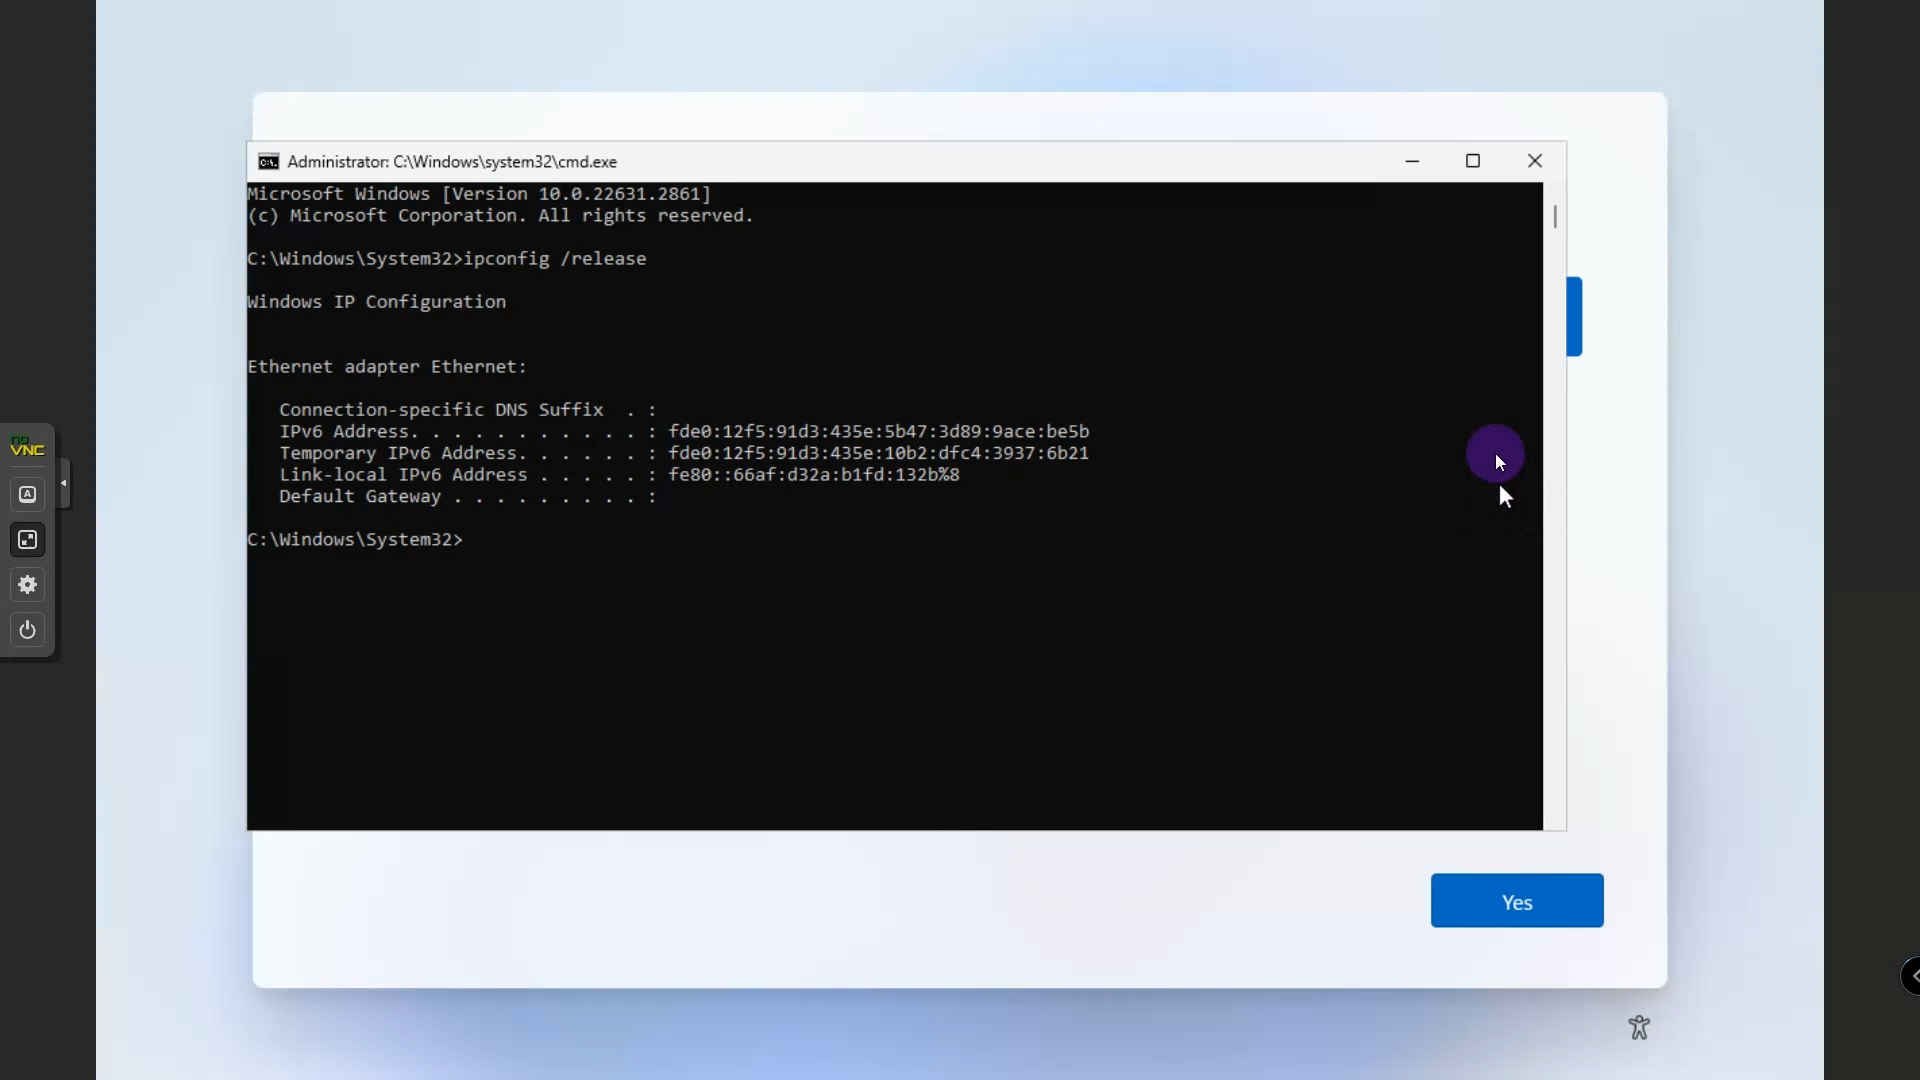 Administrator: C:\Windows\system32\cmd.exe
Microsoft Windows [Version 10.0.22631.2861]
(c) Microsoft Corporation. All rights reserved.
C:\Windows\System32>ipconfig /release
Windows IP Configuration
Ethernet adapter Ethernet:
Connection-specific DNS Suffix  . :
IPv6 Address. . . . . . . . . . . : fde0:12f5:91d3:435e:5b47:3d89:9ace:be5b
Temporary IPv6 Address. . . . . . : fde0:12f5:91d3:435e:10b2:dfc4:3937:6b21
Link-local IPv6 Address . . . . . : fe80::66af:d32a:b1fd:132b%8
Default Gateway . . . . . . . . . :
C:\Windows\System32>
no
VNC
A
Yes